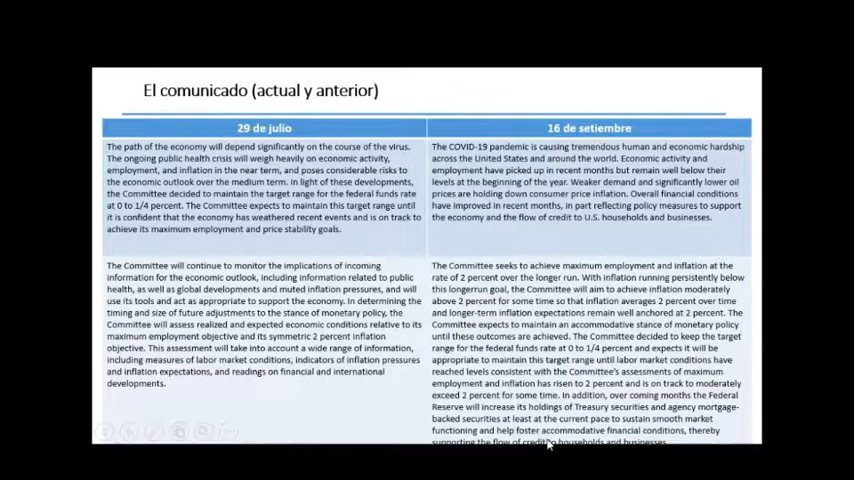 El comunicado (actual y anterior)
29 de julio
16 de setiembre
The path of the economy will depend significantly on the course of the virus.
The ongoing public health crisis will weigh heavily on economic activity,
employment, and inflation in the near term, and poses considerable risks to
the economic outlook over the medium term. In light of these developments,
the Committee decided to maintain the target range for the federal funds rate
at 0 to 1/4 percent. The Committee expects to maintain this target range until
it is confident that the economy has weathered recent events and is on track to
achieve its maximum employment and price stability goals.
The COVID-19 pandemic is causing tremendous human and economic hardship
across the United States and around the world. Economic activity and
employment have picked up in recent months but remain well below their
levels at the beginning of the year. Weaker demand and significantly lower oil
prices are holding down consumer price inflation. Overall financial conditions
have improved in recent months, in part reflecting policy measures to support
the economy and the flow of credit to U.S. households and businesses.
The Committee will continue to monitor the implications of incoming
information for the economic outlook, including information related to public
health, as well as global developments and muted inflation pressures, and will
use its tools and act as appropriate to support the economy. In determining the
timing and size of future adjustments to the stance of monetary policy, the
Committee will assess realized and expected economic conditions relative to its
maximum employment objective and its symmetric 2 percent inflation
objective. This assessment will take into account a wide range of information,
including measures of labor market conditions, indicators of inflation pressures
and inflation expectations, and readings on financial and international
developments.
The Committee seeks to achieve maximum employment and inflation at the
rate of 2 percent over the longer run. With inflation running persistently below
this longerrun goal, the Committee will aim to achieve inflation moderately
above 2 percent for some time so that inflation averages 2 percent over time
and longer-term inflation expectations remain well anchored at 2 percent. The
Committee expects to maintain an accommodative stance of monetary policy
until these outcomes are achieved. The Committee decided to keep the target
range for the federal funds rate at 0 to 1/4 percent and expects it will be
appropriate to maintain this target range until labor market conditions have
reached levels consistent with the Committee's assessments of maximum
employment and inflation has risen to 2 percent and is on track to moderately
exceed 2 percent for some time. In addition, over coming months the Federal
Reserve will increase its holdings of Treasury securities and agency mortgage-
backed securities at least at the current pace to sustain smooth market
functioning and help foster accommodative financial conditions, thereby
supporting the flow of credit to households and businesses.